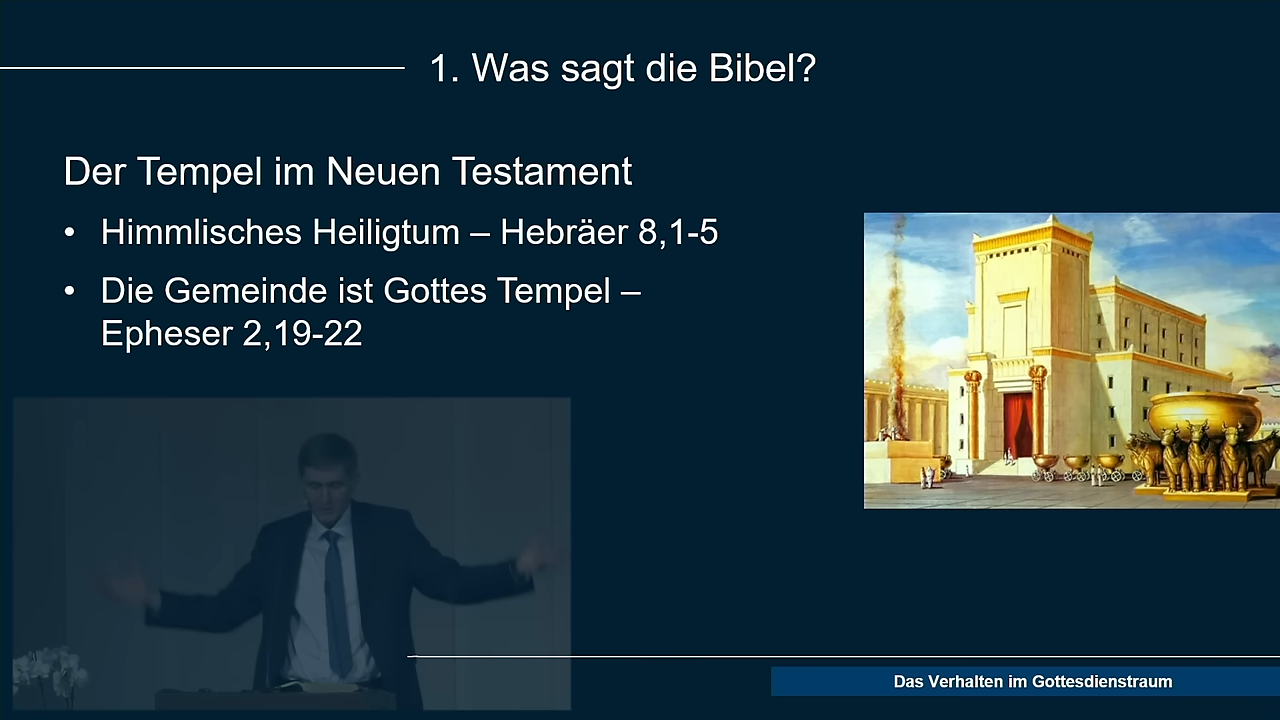 1. Was sagt die Bibel?
Der Tempel im Neuen Testament
• Himmlisches Heiligtum – Hebräer 8,1-5
• Die Gemeinde ist Gottes Tempel –
Epheser 2,19-22
Das Verhalten im Gottesdienstraum